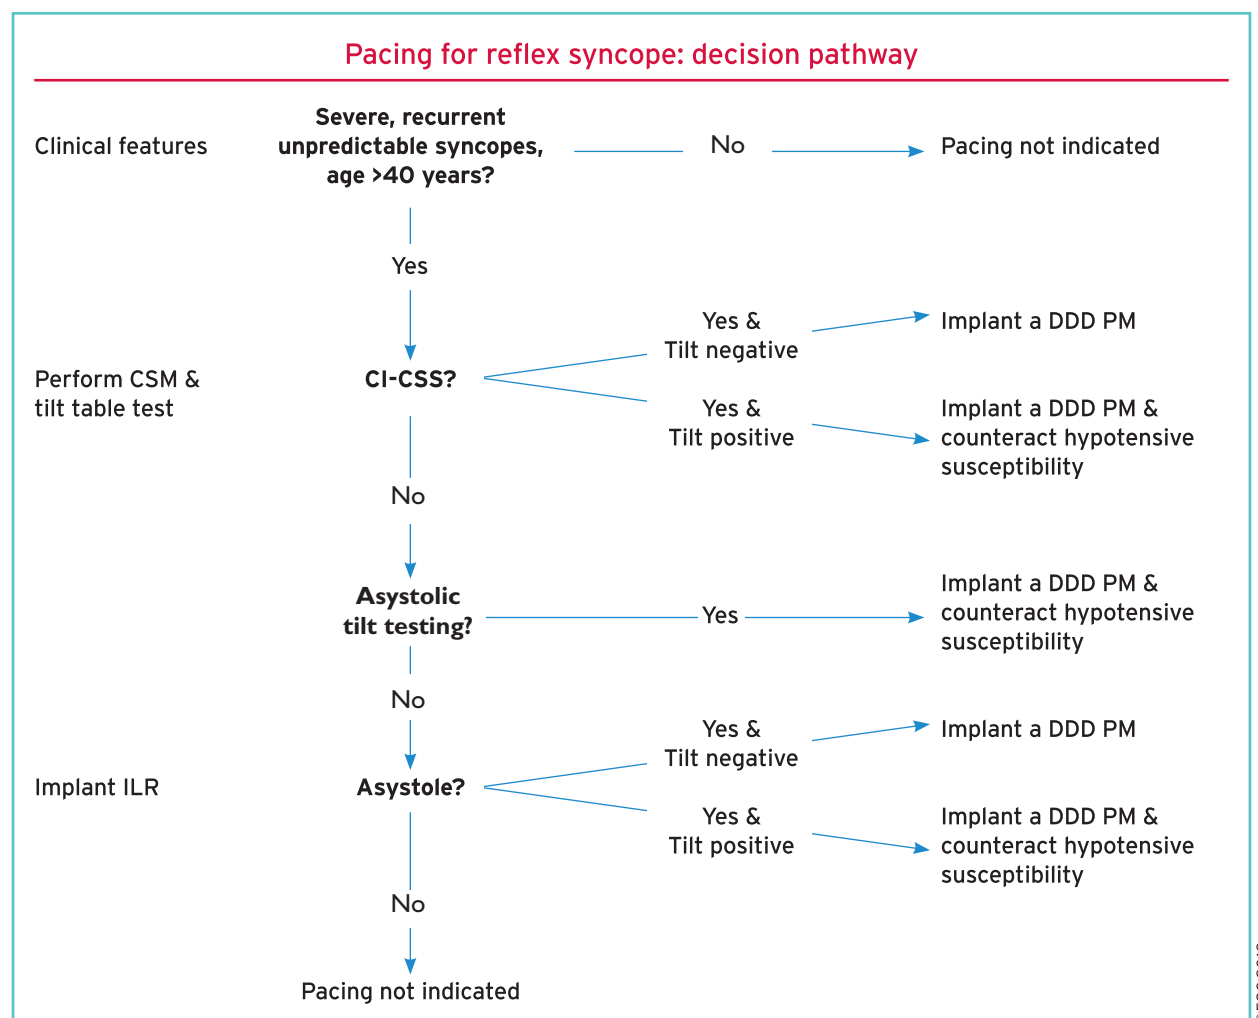 Pacing for reflex syncope: decision pathway
Clinical features
Severe, recurrent
unpredictable syncopes,
age >40 years?
No
Pacing not indicated
Yes
Perform CSM &
tilt table test
CI-CSS?
Yes &
Tilt negative
Implant a DDD PM
Yes &
Tilt positive
Implant a DDD PM &
counteract hypotensive
susceptibility
No
Asystolic
tilt testing?
Yes
Implant a DDD PM &
counteract hypotensive
susceptibility
No
Implant ILR
Asystole?
Yes &
Tilt negative
Implant a DDD PM
Yes &
Tilt positive
Implant a DDD PM &
counteract hypotensive
susceptibility
No
Pacing not indicated